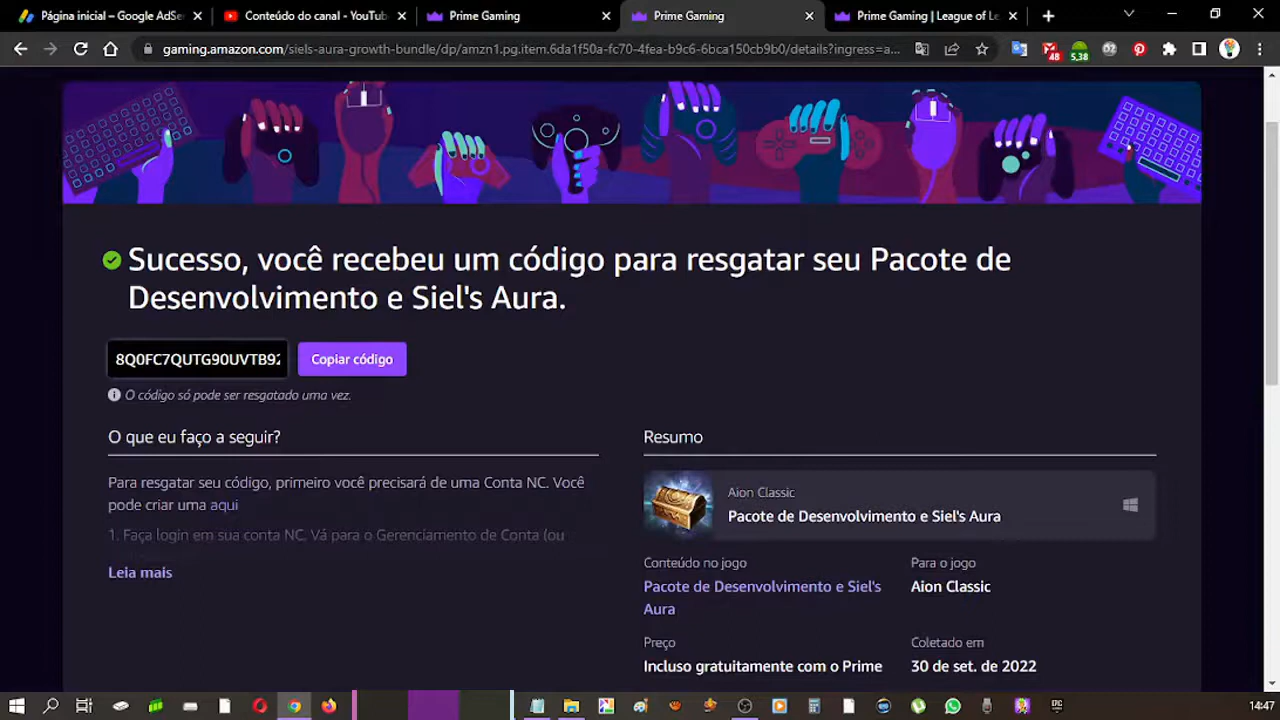 Página inicial – Google AdSe
Conteúdo do canal - YouTub
Prime Gaming
Prime Gaming
Prime Gaming | League of Le
gaming.amazon.com/siels-aura-growth-bundle/dp/amzn1.pg.item.6da1f50a-fc70-4fea-b9c6-6bca150cb9b0/details?ingress=a...
48
5,38
Sucesso, você recebeu um código para resgatar seu Pacote de
Desenvolvimento e Siel's Aura.
8Q0FC7QUTG90UVTB92
Copiar código
O código só pode ser resgatado uma vez.
O que eu faço a seguir?
Para resgatar seu código, primeiro você precisará de uma Conta NC. Você
pode criar uma aqui
1. Faça login em sua conta NC. Vá para o Gerenciamento de Conta (ou
Leia mais
Resumo
Aion Classic
Pacote de Desenvolvimento e Siel's Aura
Conteúdo no jogo
Pacote de Desenvolvimento e Siel's
Aura
Para o jogo
Aion Classic
Preço
Incluso gratuitamente com o Prime
Coletado em
30 de set. de 2022
14:47